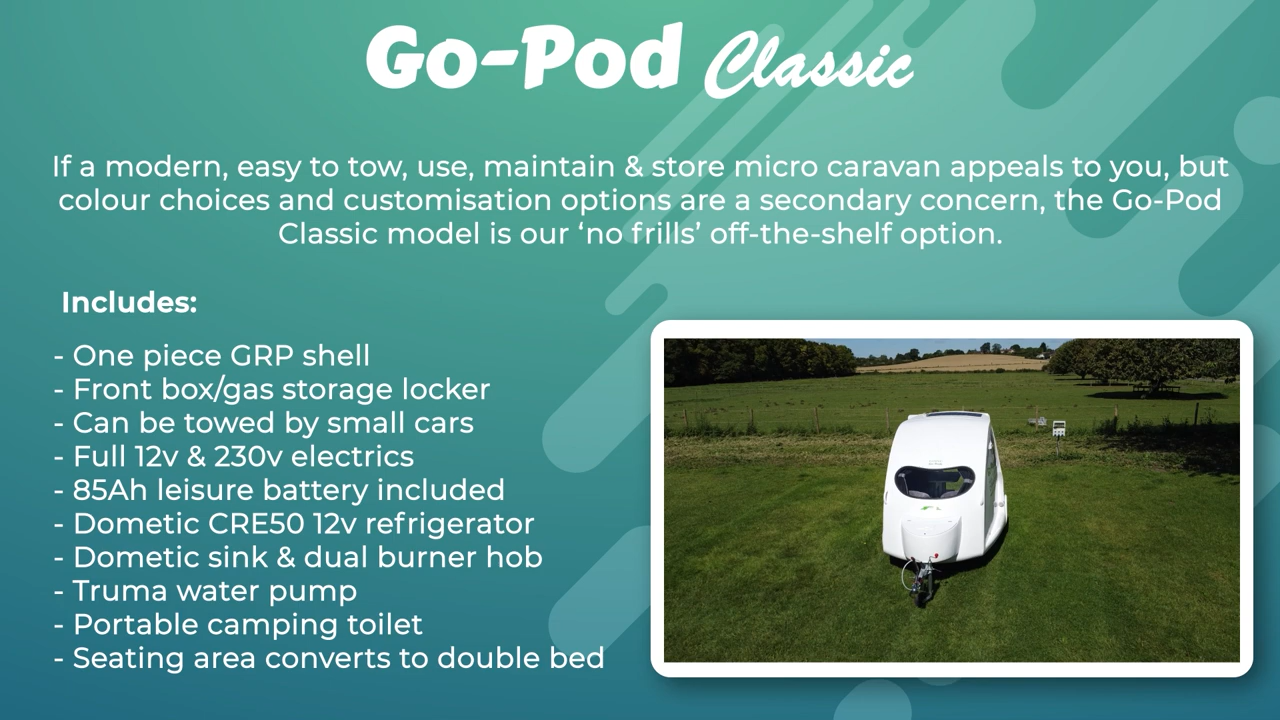 Go-Pod Classic
If a modern, easy to tow, use, maintain & store micro caravan appeals to you, but
colour choices and customisation options are a secondary concern, the Go-Pod
Classic model is our ‘no frills’ off-the-shelf option.
Includes:
- One piece GRP shell
- Front box/gas storage locker
- Can be towed by small cars
- Full 12v & 230v electrics
- 85Ah leisure battery included
- Dometic CRE50 12v refrigerator
- Dometic sink & dual burner hob
- Truma water pump
- Portable camping toilet
- Seating area converts to double bed